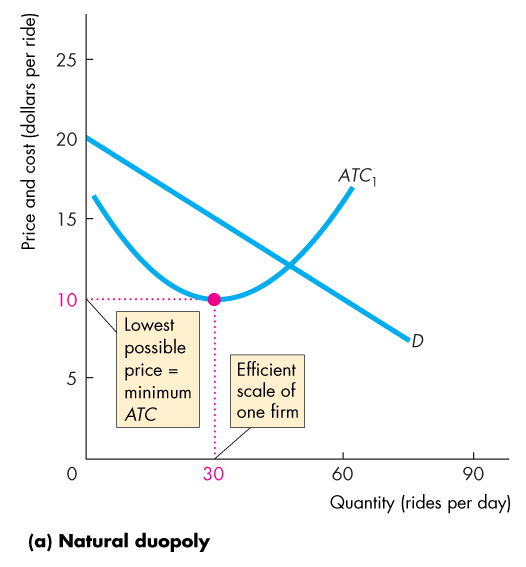 Price and cost (dollars per ride)
25
20
15
10
5
0
30
60
90
ATC1
D
Lowest
possible
price =
minimum
ATC
Efficient
scale of
one firm
Quantity (rides per day)
(a) Natural duopoly